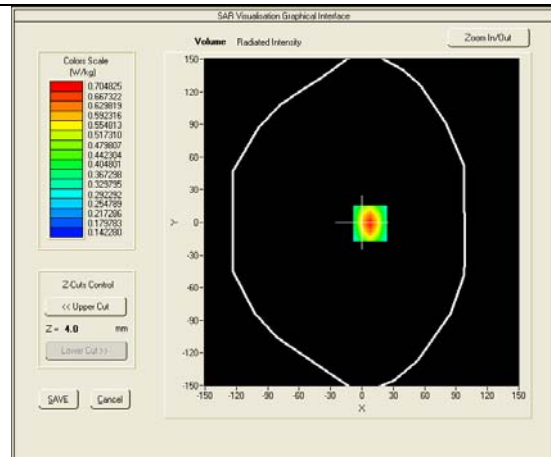 SAR Visualisation Graphical Interface
Volume Radiated Intensity
Zoom In/Out
Colors Scale
(W/kg)
0.704825
0.667322
0.629819
0.592316
0.554813
0.517310
0.479807
0.442304
0.404801
0.367298
0.329795
0.292292
0.254789
0.217286
0.179783
0.142280
Z-Cuts Control
<< Upper Cut
Z = 4.0 mm
Lower Cut >>
SAVE Cancel
150
120
90
60
30
0
-30
-60
-90
-120
-150
Y
-150 -120 -90 -60 -30 0 30 60 90 120 150
X